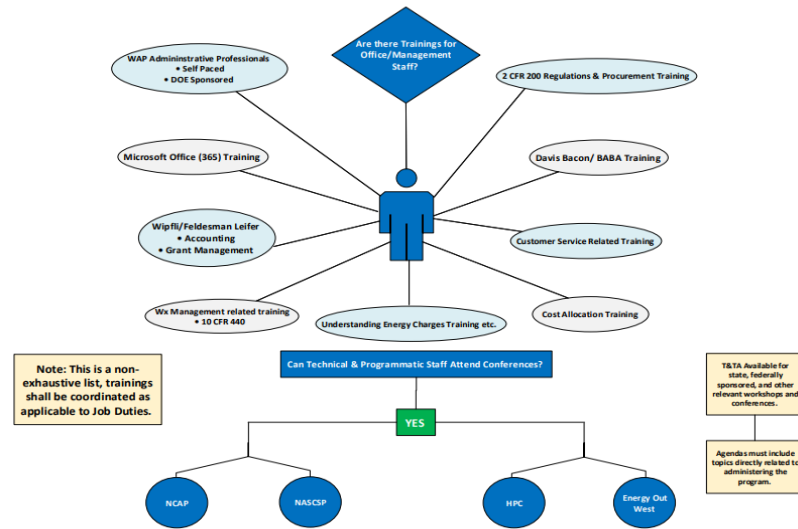 Are there Trainings for
Office/Management
Staff?
WAP Admininstrative Professionals
• Self Paced
• DOE Sponsored
2 CFR 200 Regulations & Procurement Training
Microsoft Office (365) Training
Davis Bacon/ BABA Training
Wipfli/Feldesman Leifer
• Accounting
• Grant Management
Customer Service Related Training
Wx Management related training
• 10 CFR 440
Understanding Energy Charges Training etc.
Cost Allocation Training
Note: This is a non-
exhaustive list, trainings
shall be coordinated as
applicable to Job Duties.
Can Technical & Programmatic Staff Attend Conferences?
T&TA Available for
state, federally
sponsored, and other
relevant workshops and
conferences.
YES
Agendas must include
topics directly related to
administering the
program.
NCAP
NASCSP
HPC
Energy Out
West